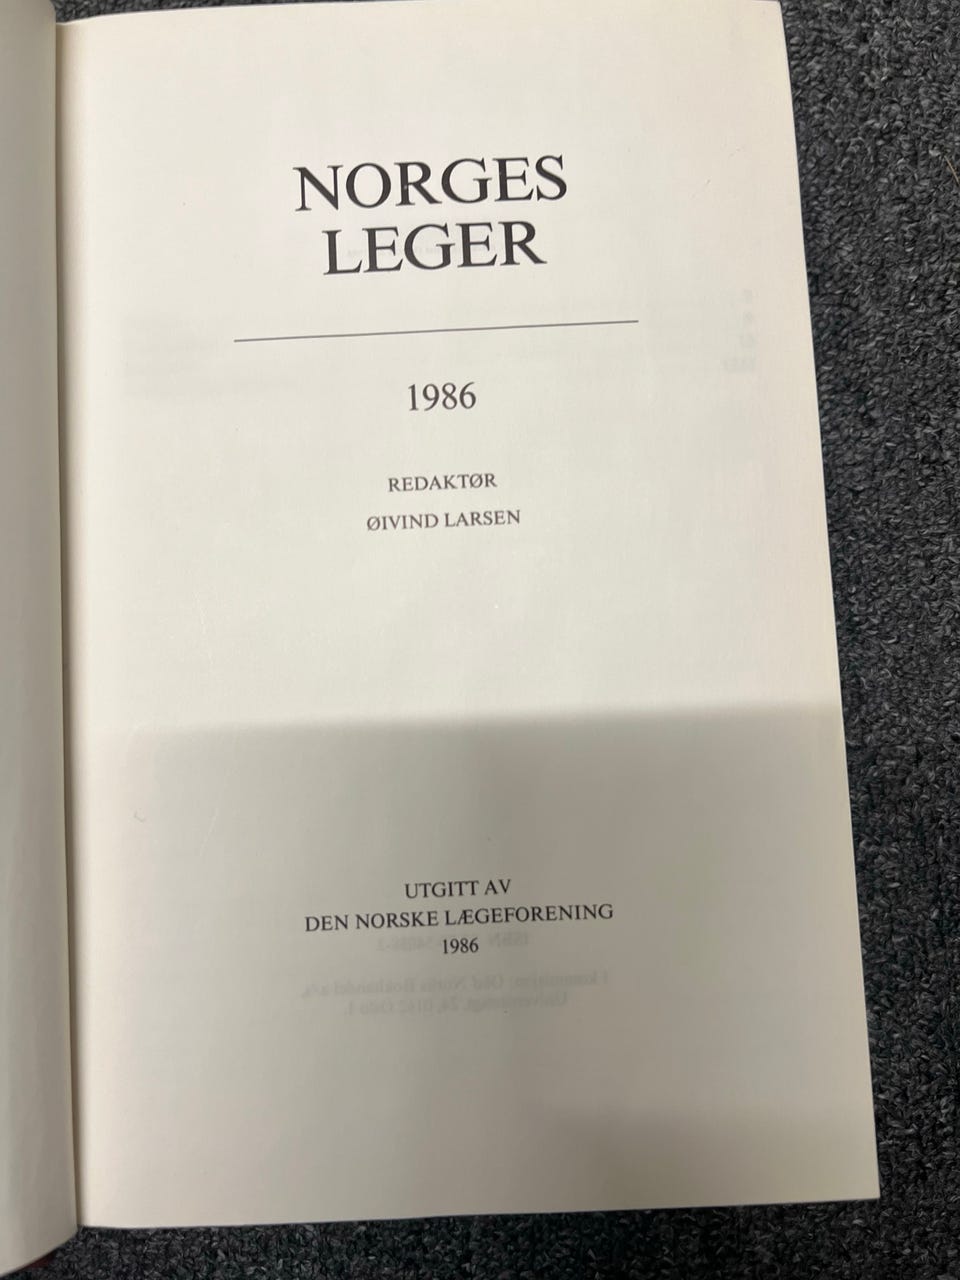 NORGES
LEGER
1986
REDAKTØR
ØIVIND LARSEN
UTGITT AV
DEN NORSKE LÆGEFORENING
1986